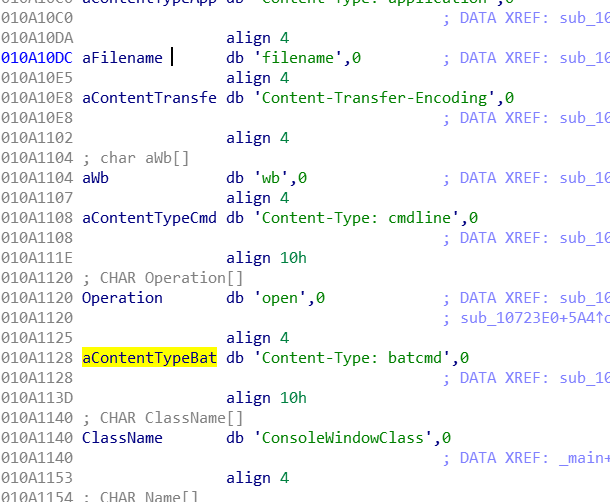 010A10C0 aContentTypeApp db 'Content-Type: application',0
010A10C0 ; DATA XREF: sub_10
010A10DA align 4
010A10DC aFilename db 'filename',0 ; DATA XREF: sub_10
010A10E5 align 4
010A10E8 aContentTransfe db 'Content-Transfer-Encoding',0
010A10E8 ; DATA XREF: sub_10
010A1102 align 4
010A1104 ; char aWb[]
010A1104 aWb db 'wb',0 ; DATA XREF: sub_10
010A1107 align 4
010A1108 aContentTypeCmd db 'Content-Type: cmdline',0
010A1108 ; DATA XREF: sub_10
010A111E align 10h
010A1120 ; CHAR Operation[]
010A1120 Operation db 'open',0 ; DATA XREF: sub_10
010A1120 ; sub_10723E0+5A4↑o
010A1125 align 4
010A1128 aContentTypeBat db 'Content-Type: batcmd',0
010A1128 ; DATA XREF: sub_10
010A113D align 10h
010A1140 ; CHAR ClassName[]
010A1140 ClassName db 'ConsoleWindowClass',0
010A1140 ; DATA XREF: _main+
010A1153 align 4
010A1154 ; CHAR Name[]